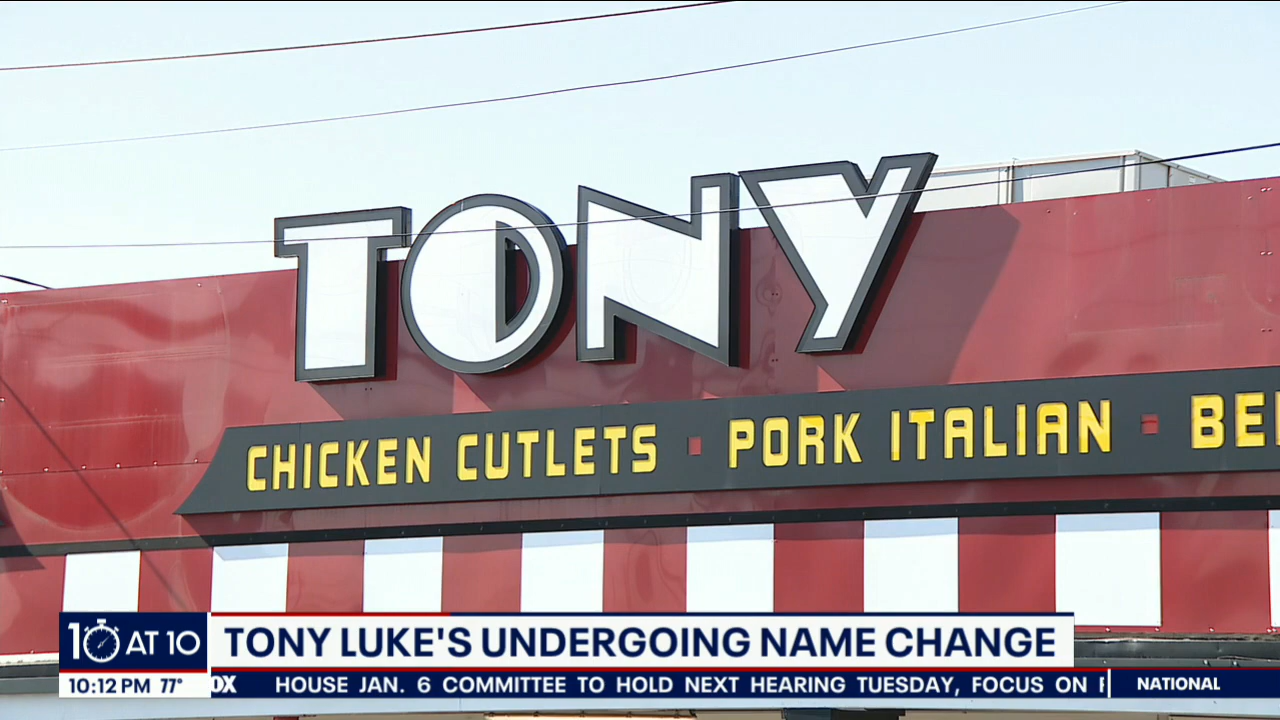 TONY
CHICKEN CUTLETS ▪ PORK ITALIAN ▪
10 AT 10
TONY LUKE'S UNDERGOING NAME CHANGE
10:12 PM 77°
HOUSE JAN. 6 COMMITTEE TO HOLD NEXT HEARING TUESDAY, FOCUS ON
NATIONAL